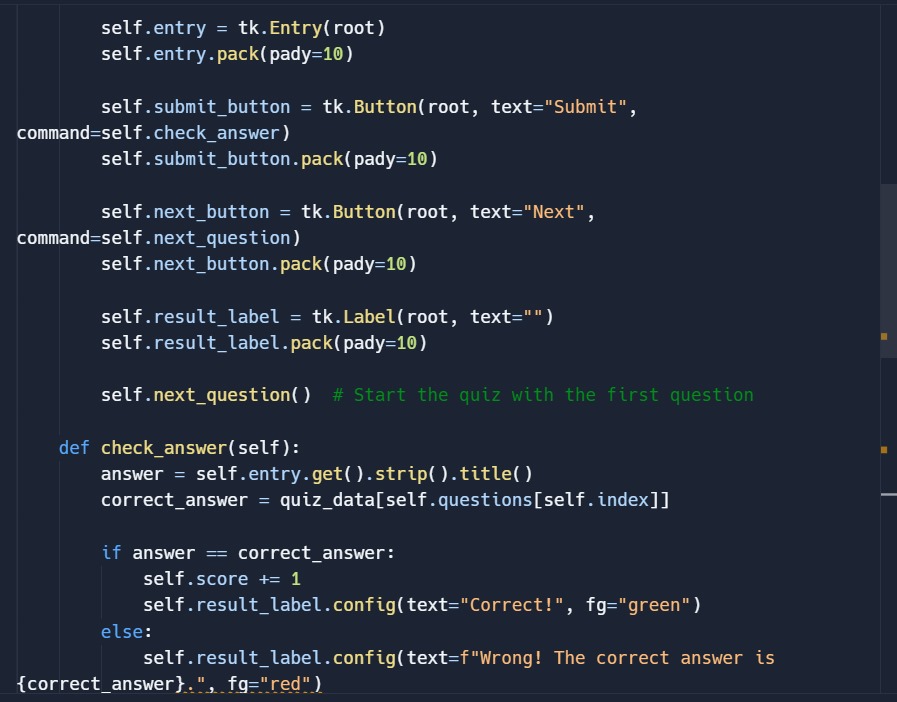 self.entry = tk.Entry(root)
self.entry.pack(pady=10)
self.submit_button = tk.Button(root, text="Submit",
command=self.check_answer)
self.submit_button.pack(pady=10)
self.next_button = tk.Button(root, text="Next",
command=self.next_question)
self.next_button.pack(pady=10)
self.result_label = tk.Label(root, text="")
self.result_label.pack(pady=10)
self.next_question()  # Start the quiz with the first question
def check_answer(self):
answer = self.entry.get().strip().title()
correct_answer = quiz_data[self.questions[self.index]]
if answer == correct_answer:
self.score += 1
self.result_label.config(text="Correct!", fg="green")
else:
self.result_label.config(text=f"Wrong! The correct answer is
{correct_answer}.", fg="red")